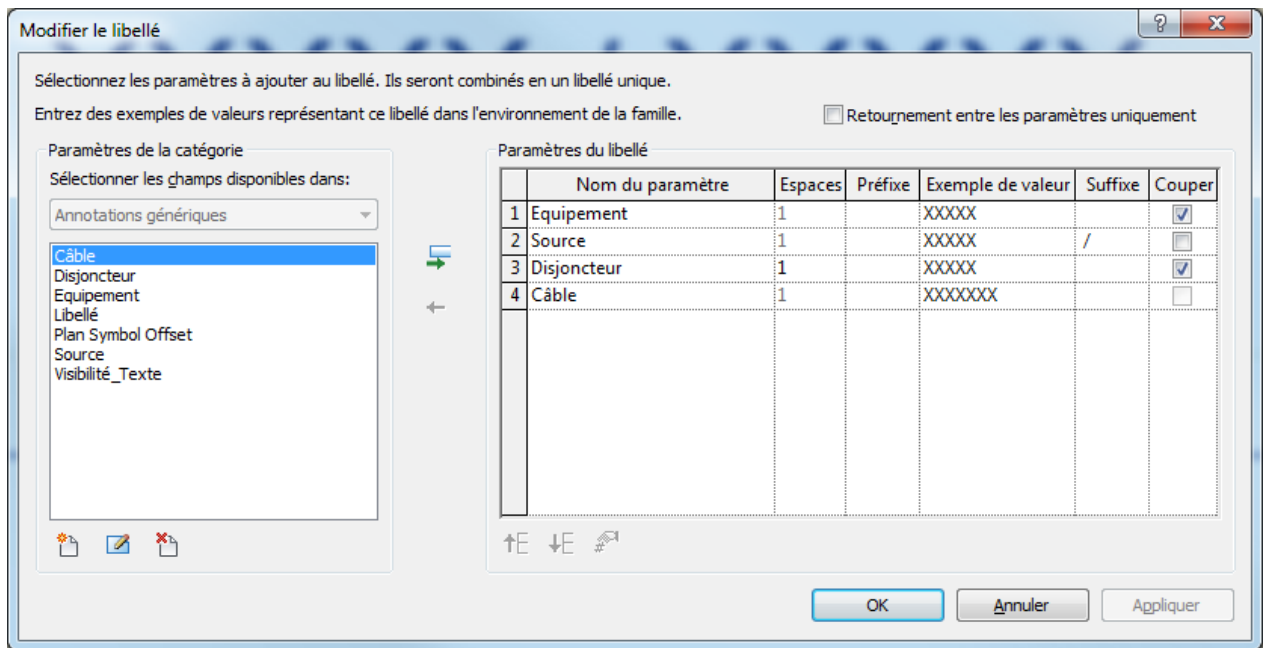 Modifier le libellé
Sélectionnez les paramètres à ajouter au libellé. Ils seront combinés en un libellé unique.
Entrez des exemples de valeurs représentant ce libellé dans l'environnement de la famille.
Retournement entre les paramètres uniquement
Paramètres de la catégorie
Sélectionner les champs disponibles dans:
Annotations génériques
Câble
Disjoncteur
Equipement
Libellé
Plan Symbol Offset
Source
Visibilité_Texte
Paramètres du libellé
Nom du paramètre Espaces Préfixe Exemple de valeur Suffixe Couper
1 Equipement 1 XXXXX
2 Source 1 XXXXX /
3 Disjoncteur 1 XXXXX
4 Câble 1 XXXXXXX
OK Annuler Appliquer